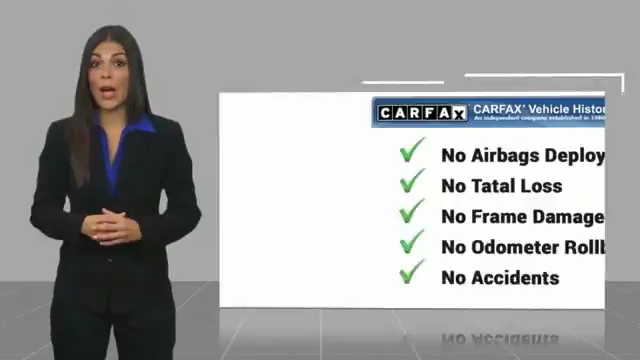 CARFAX CARFAX' Vehicle Histor
An independent company established in 1986
No Airbags Deploy
No Tatal Loss
No Frame Damage
No Odometer Rollb
No Accidents